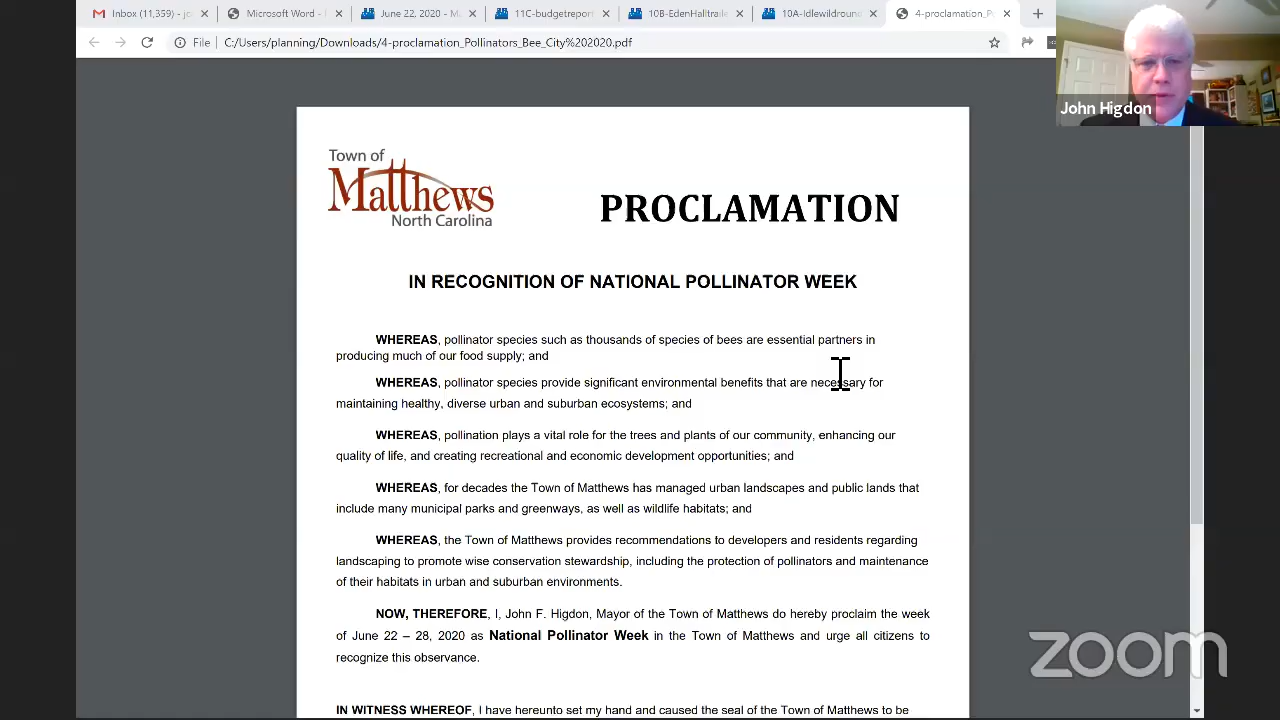 Inbox (11,359) - jo
Microsoft Word -
June 22, 2020 - M
11C-budgetreport
10B-EdenHalltraile
10A-Idlewildround
4-proclamation_P
File
C:/Users/planning/Downloads/4-proclamation_Pollinators_Bee_City%202020.pdf
John Higdon
Town of
Matthews
North Carolina
PROCLAMATION
IN RECOGNITION OF NATIONAL POLLINATOR WEEK
WHEREAS, pollinator species such as thousands of species of bees are essential partners in
producing much of our food supply; and
WHEREAS, pollinator species provide significant environmental benefits that are necessary for
maintaining healthy, diverse urban and suburban ecosystems; and
WHEREAS, pollination plays a vital role for the trees and plants of our community, enhancing our
quality of life, and creating recreational and economic development opportunities; and
WHEREAS, for decades the Town of Matthews has managed urban landscapes and public lands that
include many municipal parks and greenways, as well as wildlife habitats; and
WHEREAS, the Town of Matthews provides recommendations to developers and residents regarding
landscaping to promote wise conservation stewardship, including the protection of pollinators and maintenance
of their habitats in urban and suburban environments.
NOW, THEREFORE, I, John F. Higdon, Mayor of the Town of Matthews do hereby proclaim the week
of June 22 – 28, 2020 as National Pollinator Week in the Town of Matthews and urge all citizens to
recognize this observance.
zoom
IN WITNESS WHEREOF, I have hereunto set my hand and caused the seal of the Town of Matthews to be